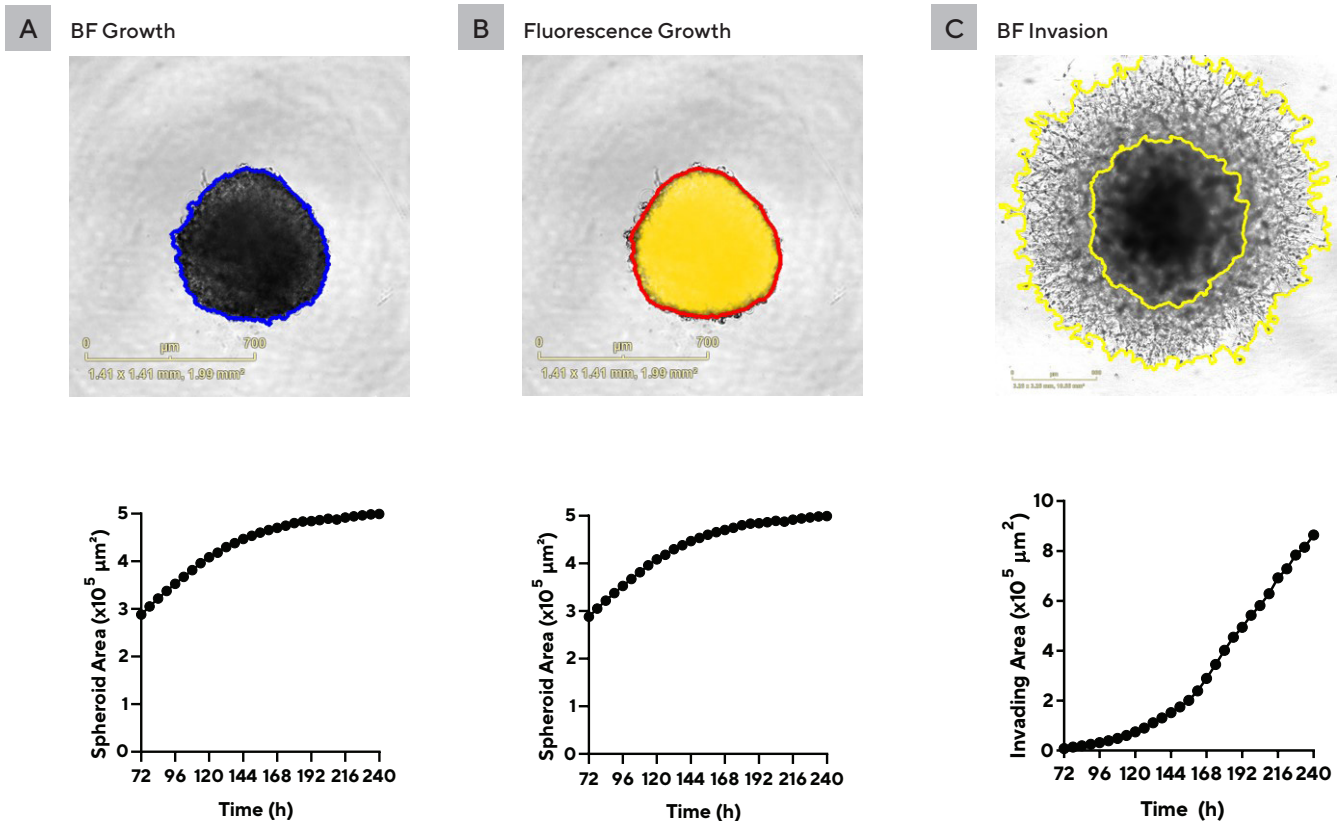 A BF Growth
0 µm 700
1.41 x 1.41 mm, 1.99 mm²
Spheroid Area (x10⁵ µm²)
5
4
3
2
1
0
72 96 120 144 168 192 216 240
Time (h)
B Fluorescence Growth
0 µm 700
1.41 x 1.41 mm, 1.99 mm²
Spheroid Area (x10⁵ µm²)
5
4
3
2
1
0
72 96 120 144 168 192 216 240
Time (h)
C BF Invasion
µm
Invading Area (x10⁵ µm²)
10
8
6
4
2
0
72 96 120 144 168 192 216 240
Time (h)